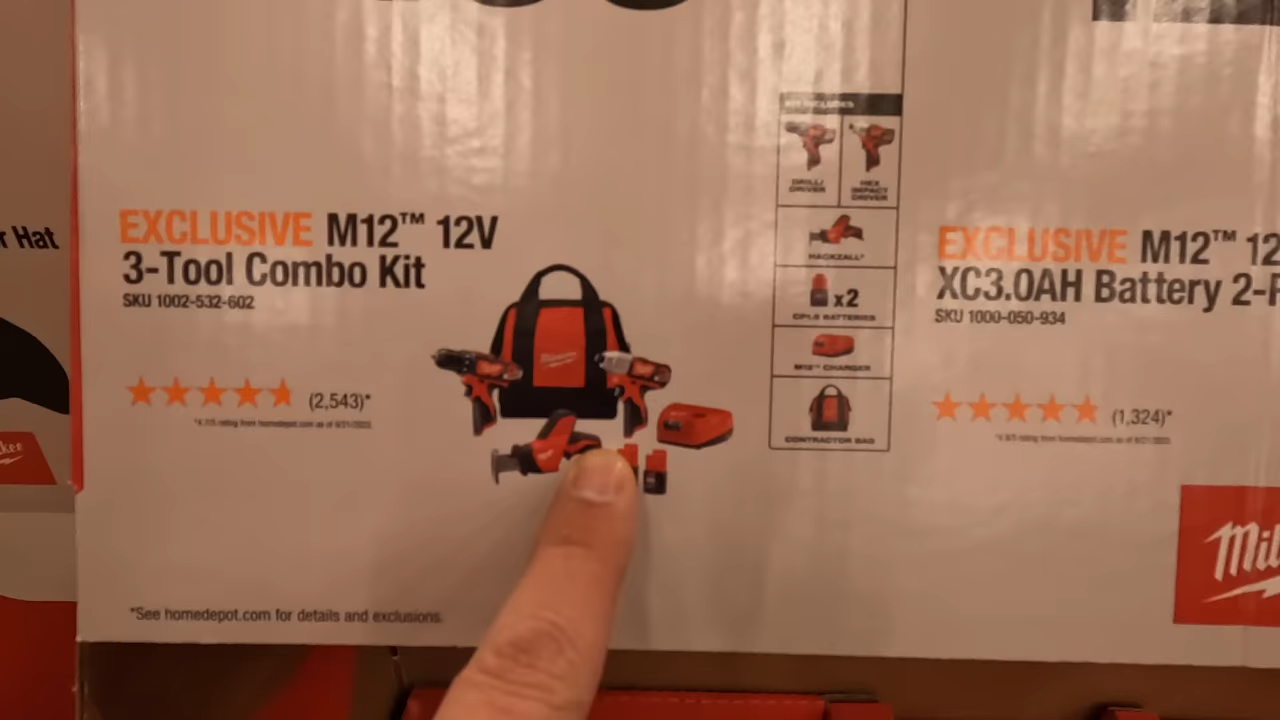 r Hat
EXCLUSIVE M12™ 12V
3-Tool Combo Kit
SKU 1002-532-602
(2,543)*
*See homedepot.com for details and exclusions.
KIT INCLUDES
DRILL/
DRIVER
HEX
IMPACT
DRIVER
HACKZALL®
x2
CP1.5 BATTERIES
M12™ CHARGER
CONTRACTOR BAG
EXCLUSIVE M12™ 12
XC3.0AH Battery 2-P
SKU 1000-050-934
(1,324)*
Mil